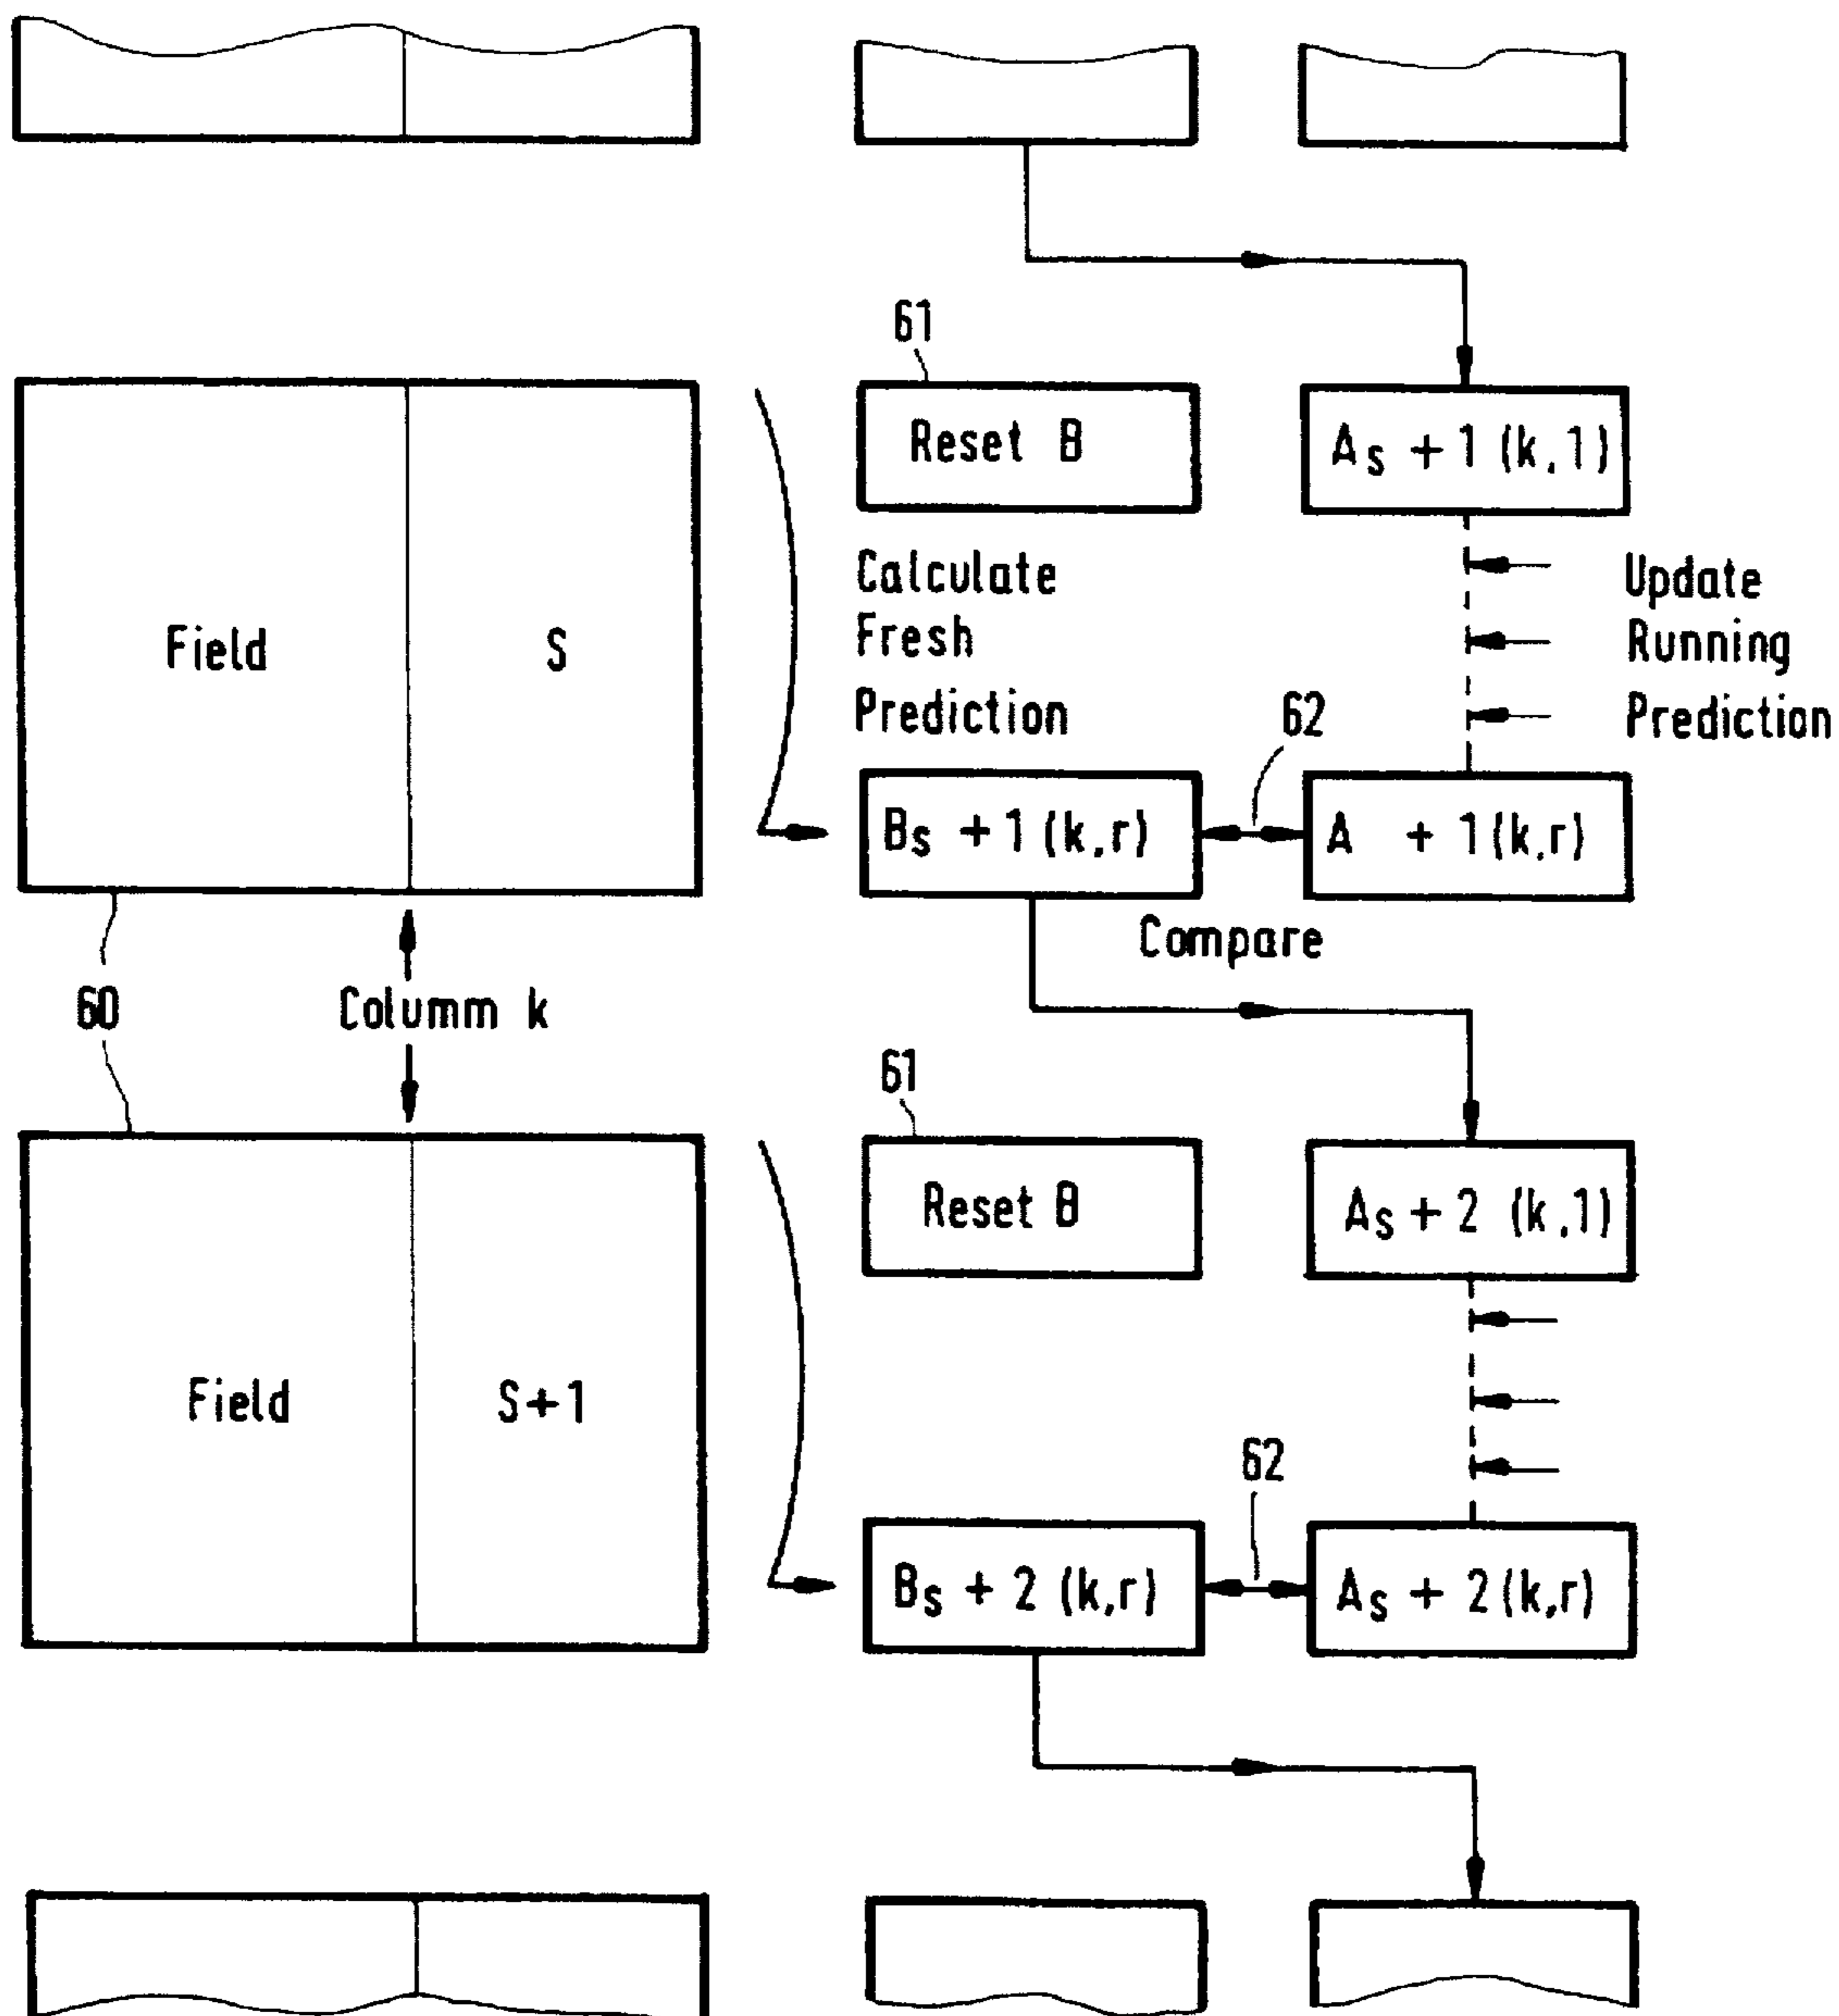 61
Reset B
As + 1 (k,1)
Field
S
Calculate
Fresh
Prediction
Update
Running
Prediction
62
Bs + 1 (k,r)
A + 1 (k,r)
Compare
60
Columm k
61
Reset B
As + 2 (k,1)
Field
S+1
62
Bs + 2 (k,r)
As + 2 (k,r)